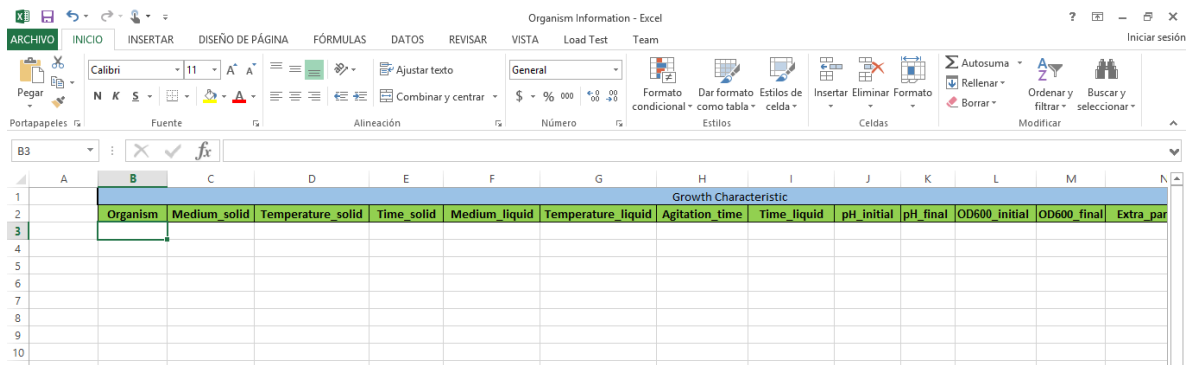 Organism Information - Excel
ARCHIVO INICIO INSERTAR DISEÑO DE PÁGINA FÓRMULAS DATOS REVISAR VISTA Load Test Team Iniciar sesión
Calibri 11 Ajustar texto General Autosuma
Pegar N K S Combinar y centrar $ % 000 Formato condicional Dar formato como tabla Estilos de celda Insertar Eliminar Formato Rellenar Borrar Ordenar y filtrar Buscar y seleccionar
Portapapeles Fuente Alineación Número Estilos Celdas Modificar
B3 fx
A B C D E F G H I J K L M N
1 Growth Characteristic
2 Organism Medium_solid Temperature_solid Time_solid Medium_liquid Temperature_liquid Agitation_time Time_liquid pH_initial pH_final OD600_initial OD600_final Extra_par
3
4
5
6
7
8
9
10